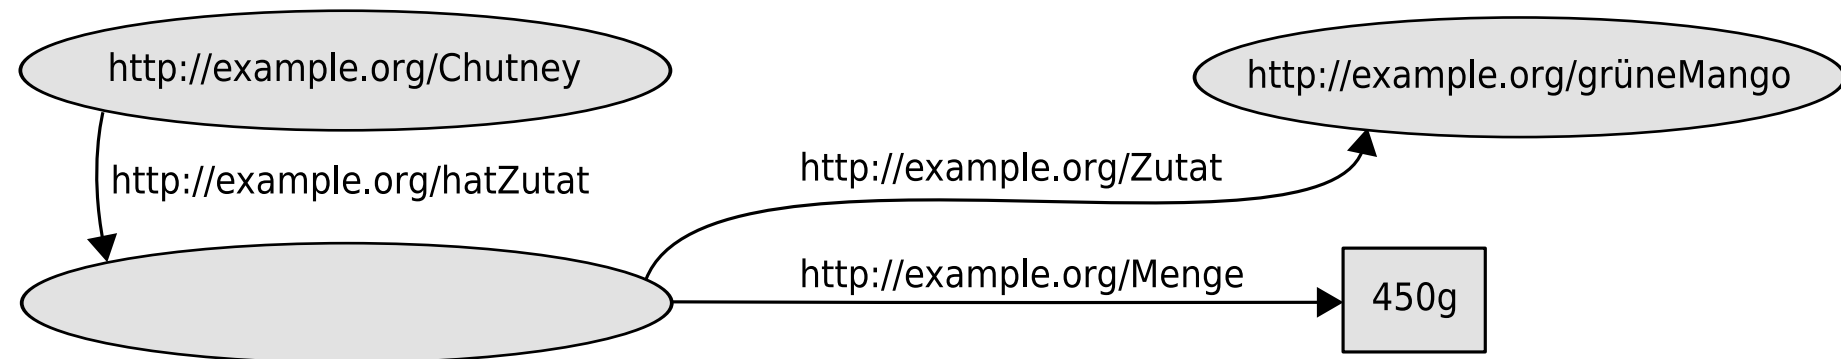 http://example.org/Chutney
http://example.org/grüneMango
http://example.org/hatZutat
http://example.org/Zutat
http://example.org/Menge
450g